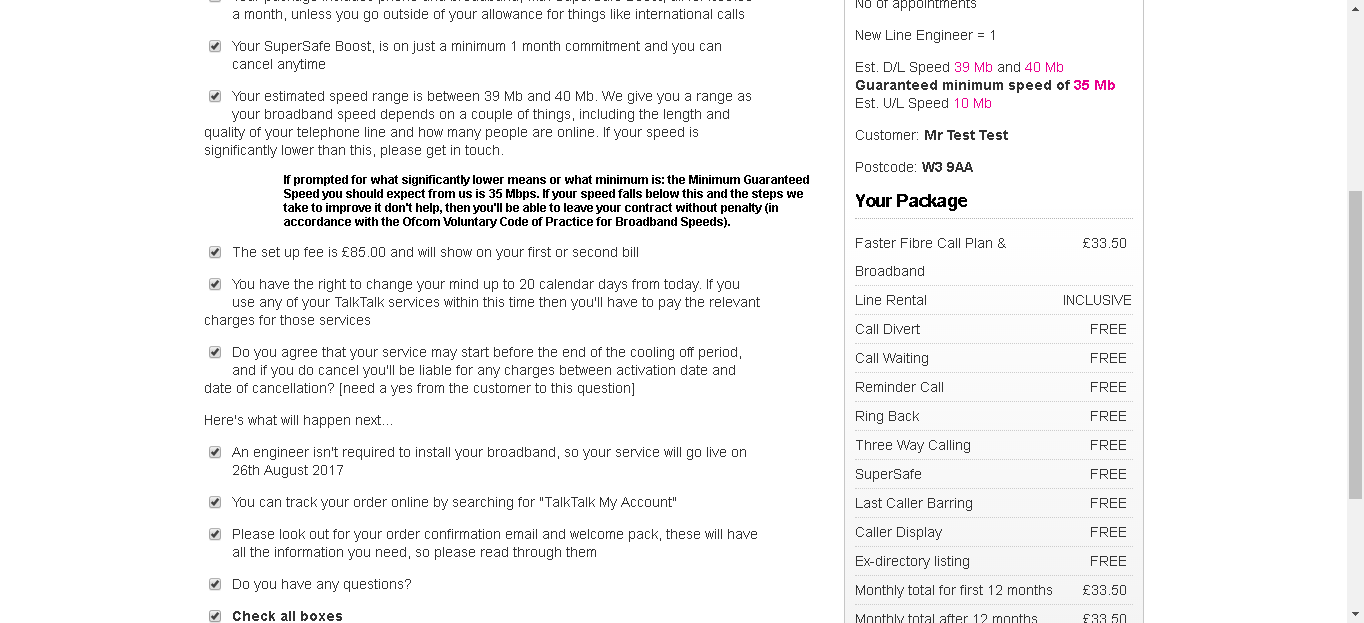 a month, unless you go outside of your allowance for things like international calls
Your SuperSafe Boost, is on just a minimum 1 month commitment and you can
cancel anytime
Your estimated speed range is between 39 Mb and 40 Mb. We give you a range as
your broadband speed depends on a couple of things, including the length and
quality of your telephone line and how many people are online. If your speed is
significantly lower than this, please get in touch.
If prompted for what significantly lower means or what minimum is: the Minimum Guaranteed
Speed you should expect from us is 35 Mbps. If your speed falls below this and the steps we
take to improve it don't help, then you'll be able to leave your contract without penalty (in
accordance with the Ofcom Voluntary Code of Practice for Broadband Speeds).
The set up fee is £85.00 and will show on your first or second bill
You have the right to change your mind up to 20 calendar days from today. If you
use any of your TalkTalk services within this time then you'll have to pay the relevant
charges for those services
Do you agree that your service may start before the end of the cooling off period,
and if you do cancel you'll be liable for any charges between activation date and
date of cancellation? [need a yes from the customer to this question]
Here's what will happen next...
An engineer isn't required to install your broadband, so your service will go live on
26th August 2017
You can track your order online by searching for "TalkTalk My Account"
Please look out for your order confirmation email and welcome pack, these will have
all the information you need, so please read through them
Do you have any questions?
Check all boxes
No of appointments
New Line Engineer = 1
Est. D/L Speed 39 Mb and 40 Mb
Guaranteed minimum speed of 35 Mb
Est. U/L Speed 10 Mb
Customer: Mr Test Test
Postcode: W3 9AA
Your Package
Faster Fibre Call Plan & £33.50
Broadband
Line Rental INCLUSIVE
Call Divert FREE
Call Waiting FREE
Reminder Call FREE
Ring Back FREE
Three Way Calling FREE
SuperSafe FREE
Last Caller Barring FREE
Caller Display FREE
Ex-directory listing FREE
Monthly total for first 12 months £33.50
Monthly total after 12 months £33.50